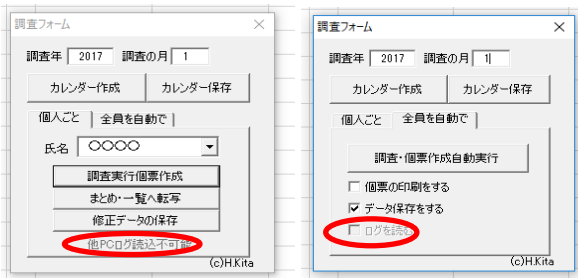 調査フォーム
調査年 2017 調査の月 1
カレンダー作成 カレンダー保存
個人ごと 全員を自動で
氏名 〇〇〇〇
調査実行個票作成
まとめ・一覧へ転写
修正データの保存
他PCログ読込不可能
(c)H.Kita
調査フォーム
調査年 2017 調査の月 1
カレンダー作成 カレンダー保存
個人ごと 全員を自動で
調査・個票作成自動実行
個票の印刷をする
データ保存をする
ログを読む
(c)H.Kita